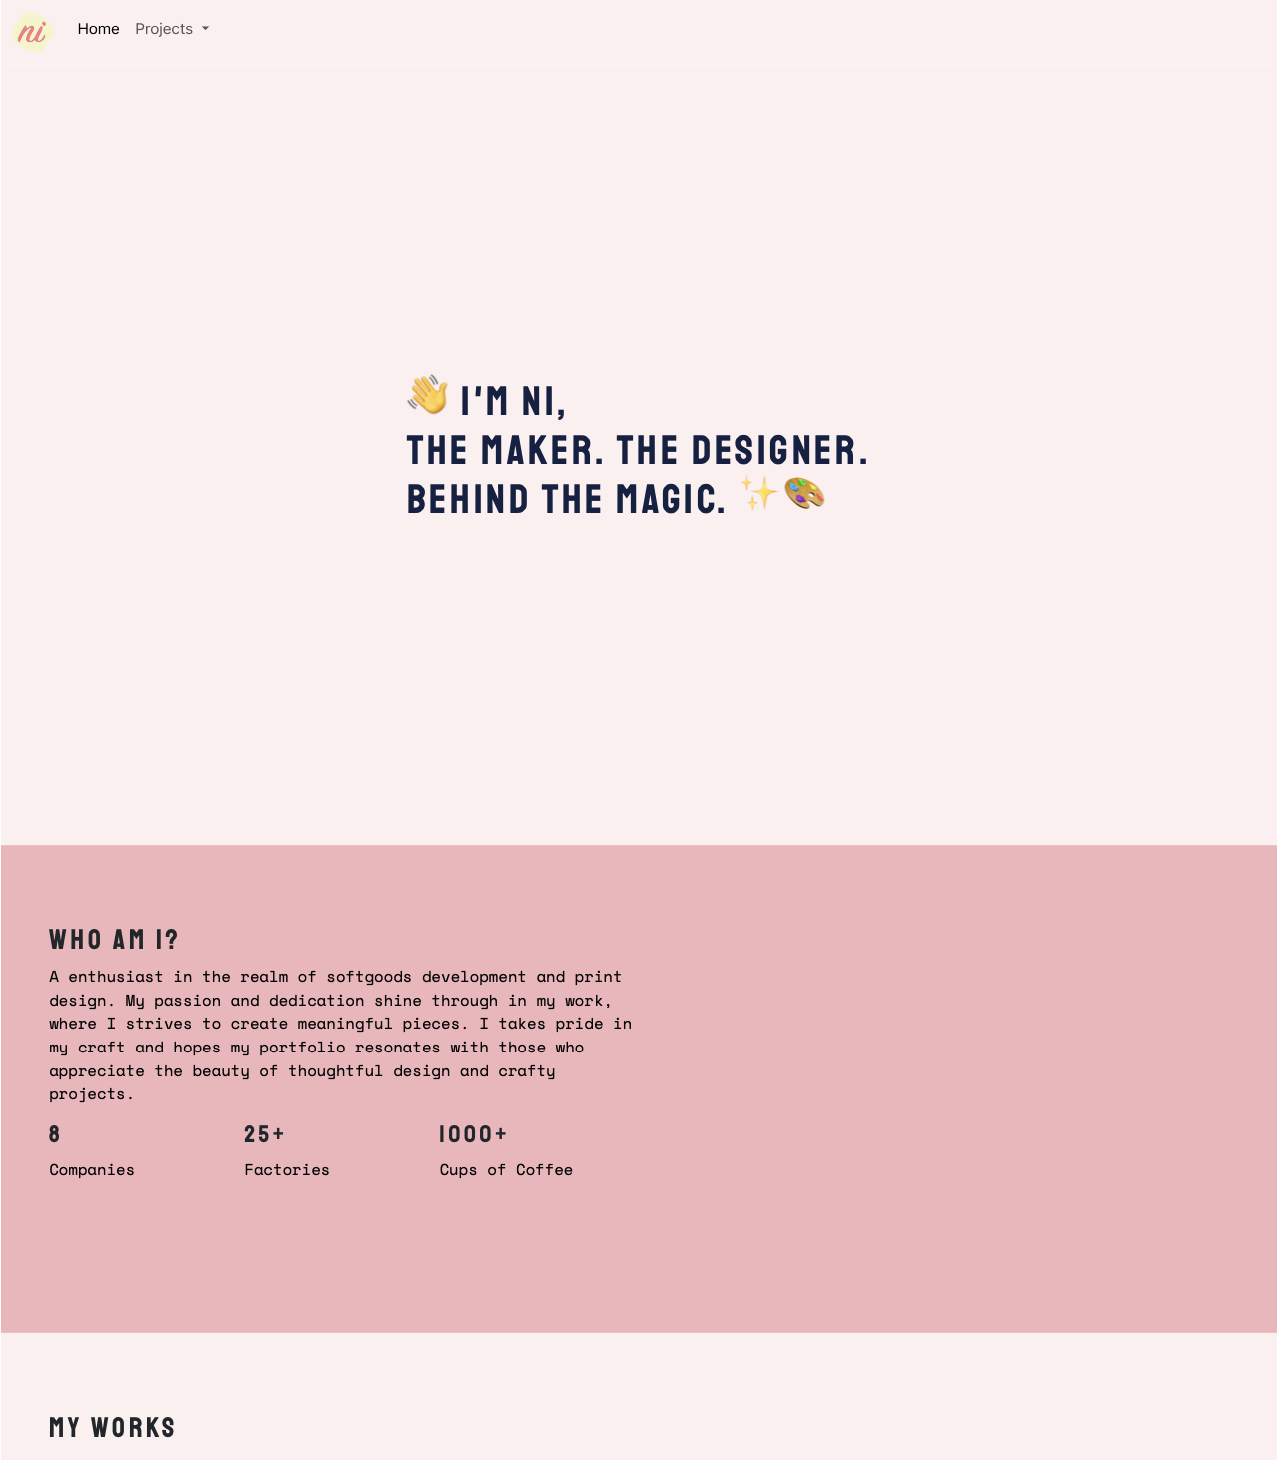 ni
Home Projects
👋 I'M NI,
THE MAKER. THE DESIGNER.
BEHIND THE MAGIC. ✨🎨
WHO AM I?
A enthusiast in the realm of softgoods development and print
design. My passion and dedication shine through in my work,
where I strives to create meaningful pieces. I takes pride in
my craft and hopes my portfolio resonates with those who
appreciate the beauty of thoughtful design and crafty
projects.
8 25+ 1000+
Companies Factories Cups of Coffee
MY WORKS